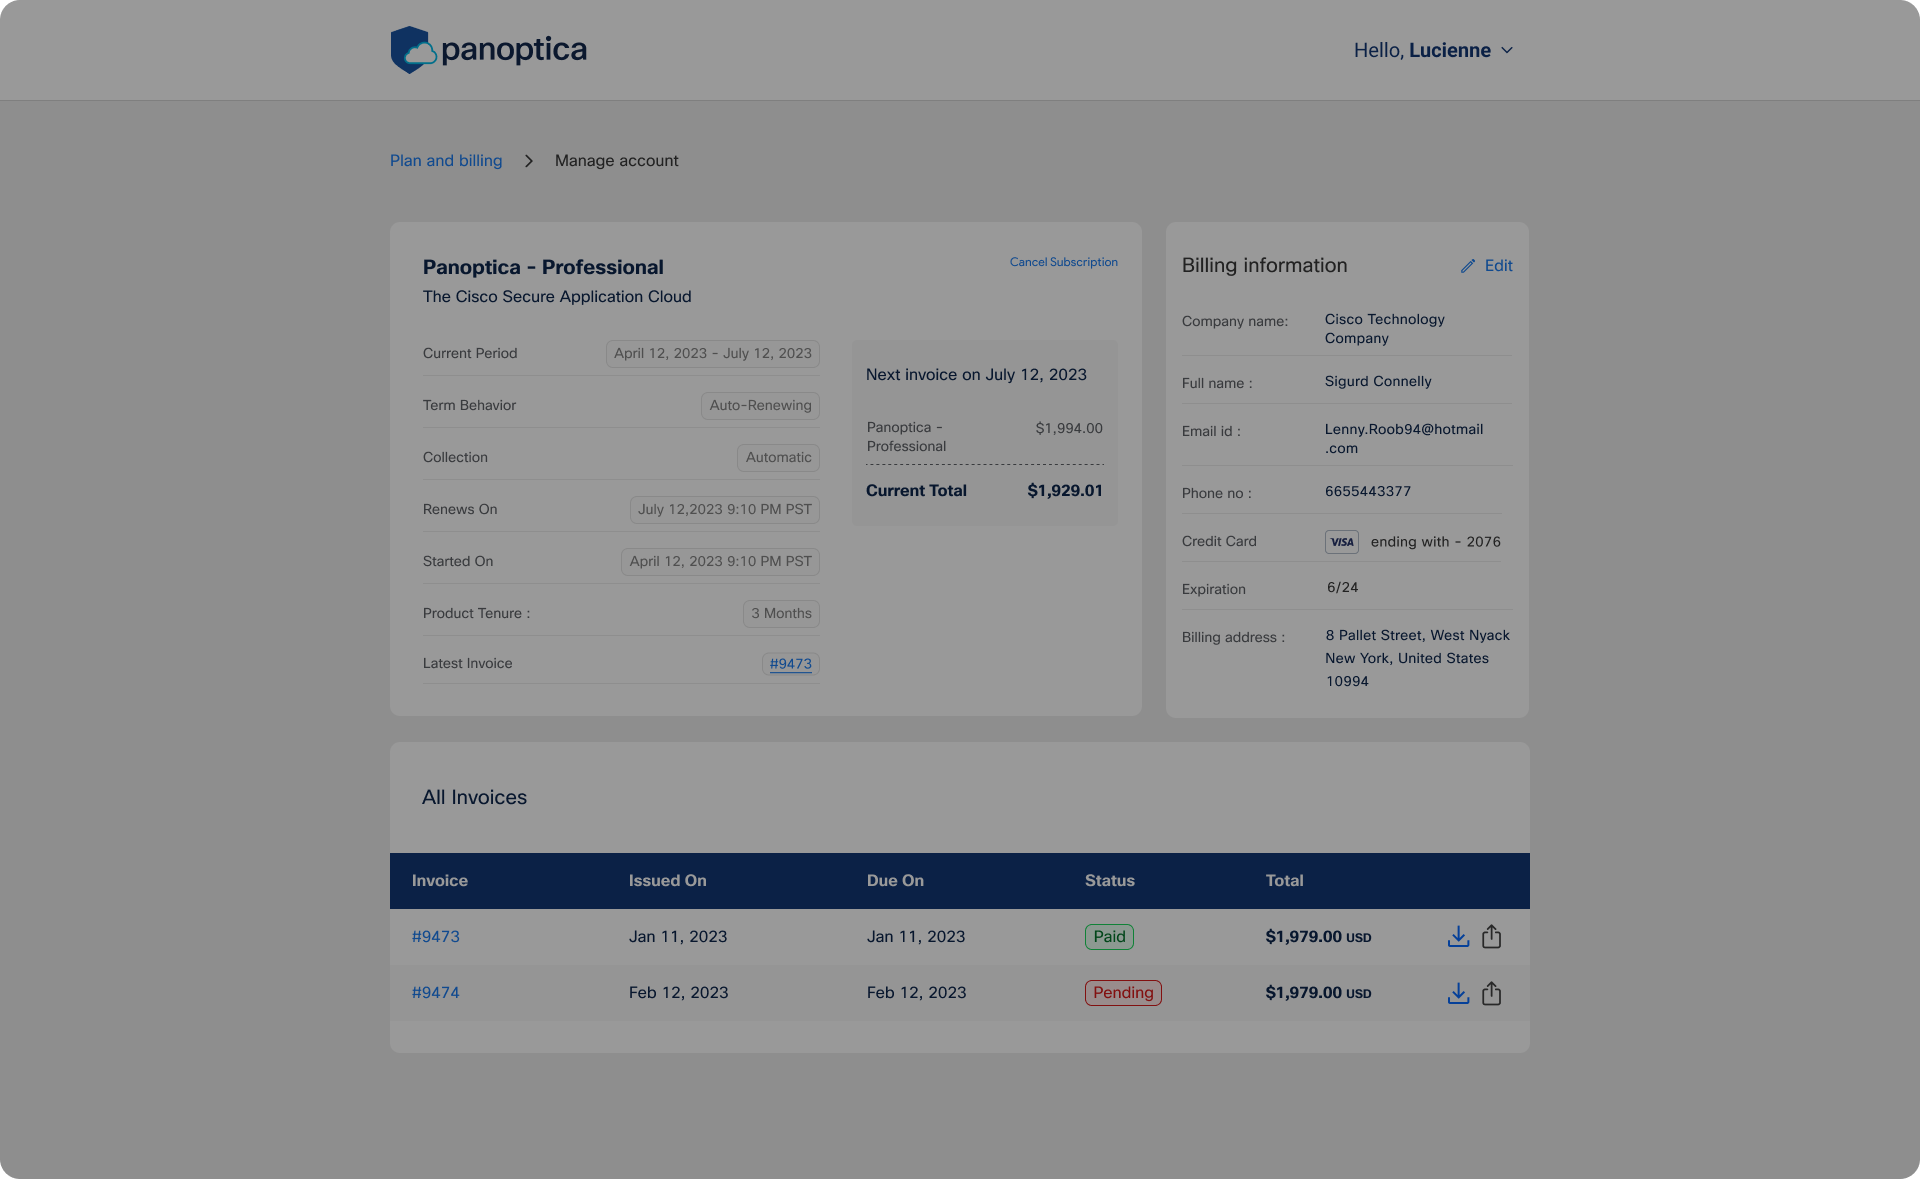 panoptica
Hello, Lucienne
Plan and billing > Manage account
Panoptica - Professional
Cancel Subscription
The Cisco Secure Application Cloud
Current Period April 12, 2023 - July 12, 2023
Term Behavior Auto-Renewing
Collection Automatic
Renews On July 12,2023 9:10 PM PST
Started On April 12, 2023 9:10 PM PST
Product Tenure : 3 Months
Latest Invoice #9473
Next invoice on July 12, 2023
Panoptica - $1,994.00
Professional
Current Total $1,929.01
Billing information Edit
Company name: Cisco Technology
Company
Full name : Sigurd Connelly
Email id : Lenny.Roob94@hotmail
.com
Phone no : 6655443377
Credit Card VISA ending with - 2076
Expiration 6/24
Billing address : 8 Pallet Street, West Nyack
New York, United States
10994
All Invoices
Invoice Issued On Due On Status Total
#9473 Jan 11, 2023 Jan 11, 2023 Paid $1,979.00 USD
#9474 Feb 12, 2023 Feb 12, 2023 Pending $1,979.00 USD